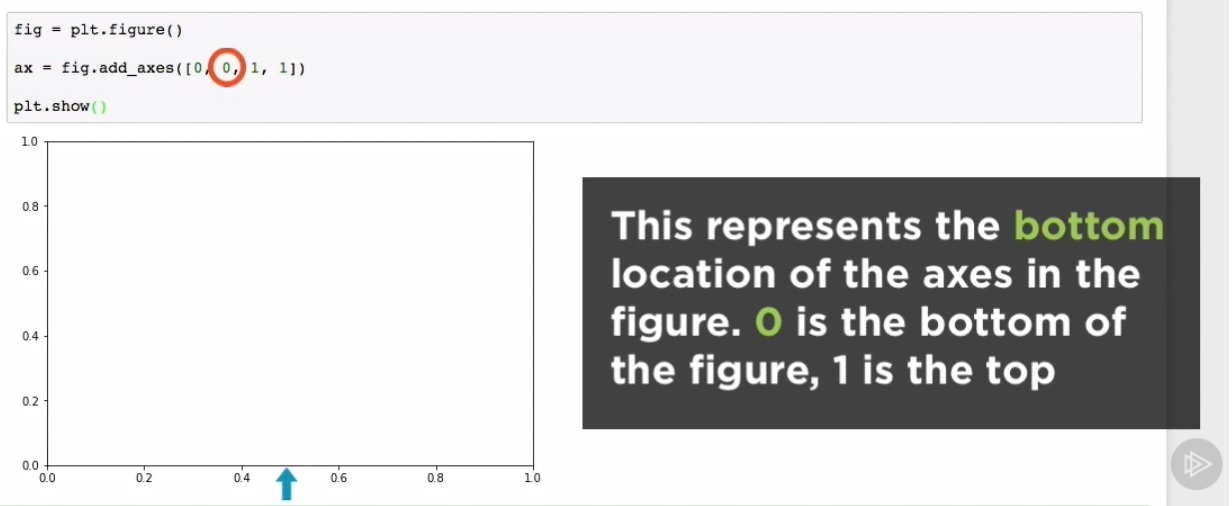 fig = plt.figure()
ax = fig.add_axes([0, 0, 1, 1])
plt.show()
1.0
0.8
0.6
0.4
0.2
0.0
0.0 0.2 0.4 0.6 0.8 1.0
This represents the bottom
location of the axes in the
figure. 0 is the bottom of
the figure, 1 is the top